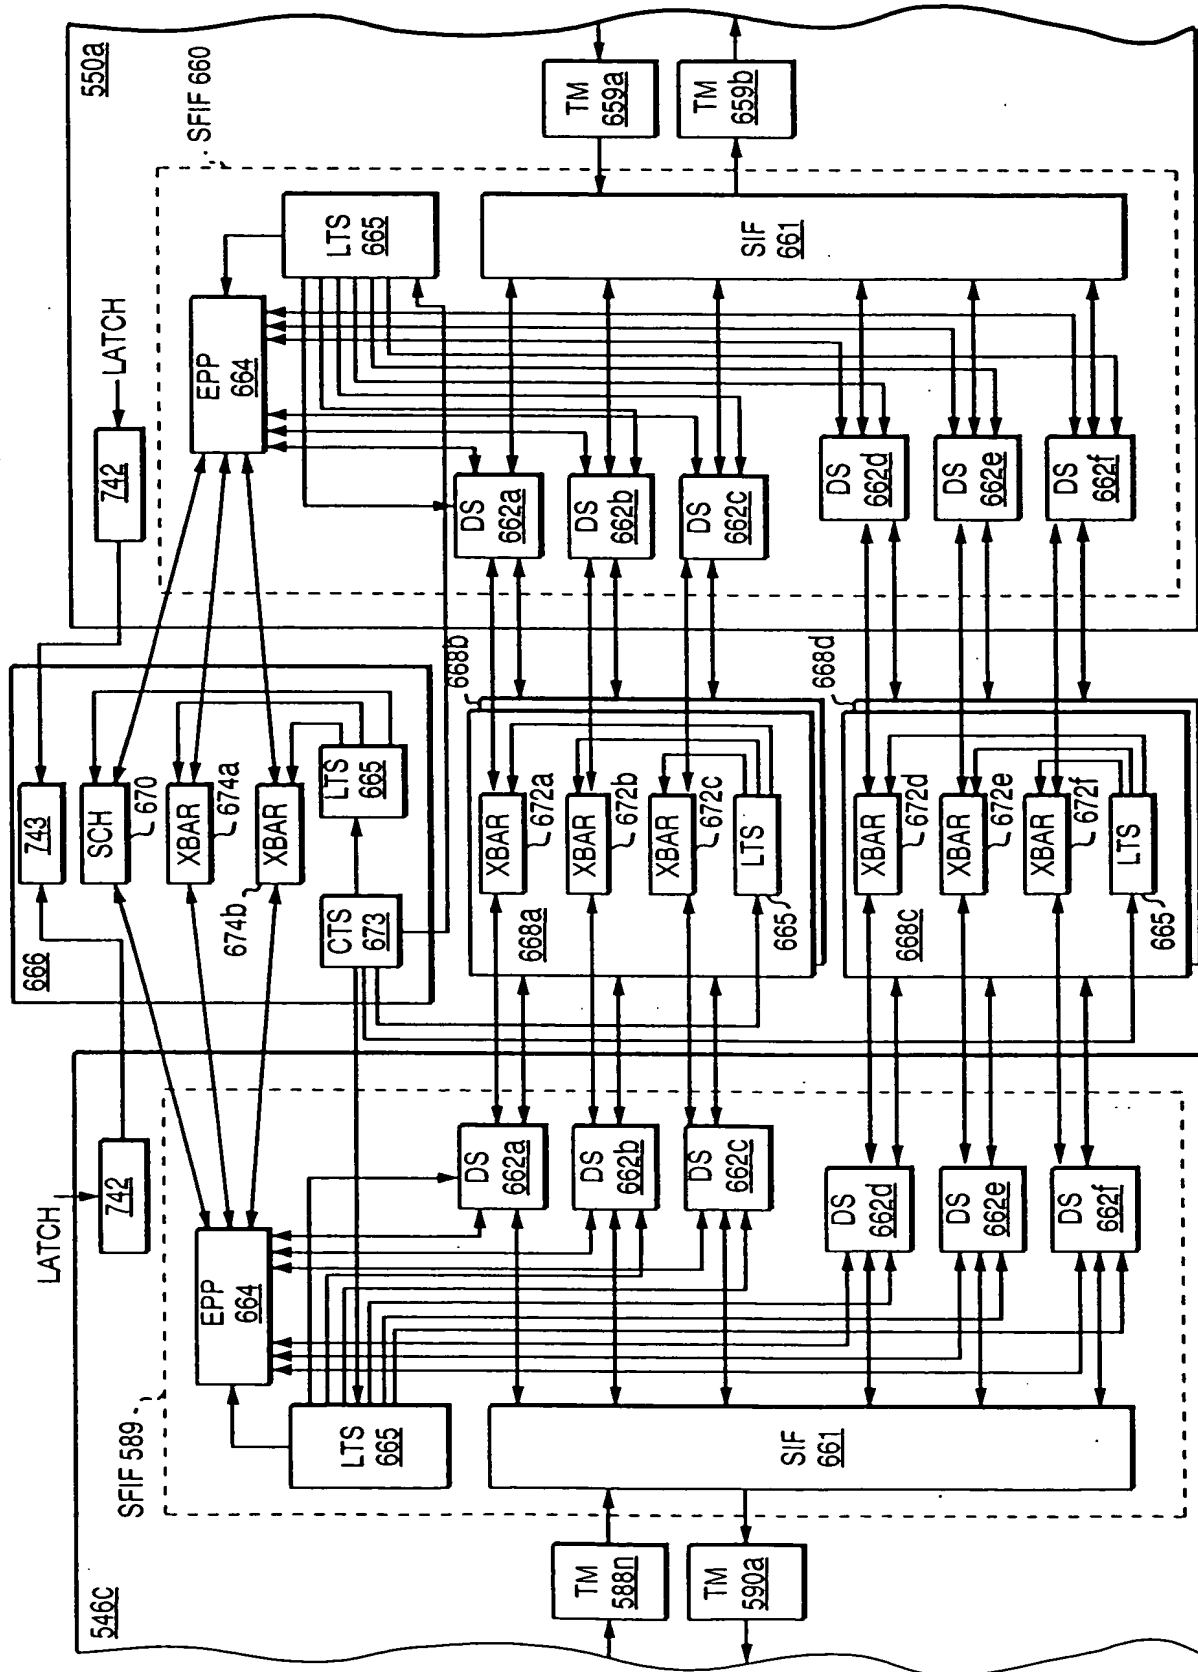 550a
SFIF 660
TM
659a
TM
659b
LTS
665
SIF
661
EPP
664
LATCH
742
DS
662a
DS
662b
DS
662c
DS
662d
DS
662e
DS
662f
668b
668d
743
SCH
670
XBAR
674a
XBAR
674b
LTS
665
CTS
673
666
XBAR
672a
XBAR
672b
XBAR
672c
LTS
665
668a
XBAR
672d
XBAR
672e
XBAR
672f
LTS
665
668c
LATCH
742
EPP
664
DS
662a
DS
662b
DS
662c
DS
662d
DS
662e
DS
662f
SFIF 589
LTS
665
SIF
661
TM
588n
TM
590a
546c